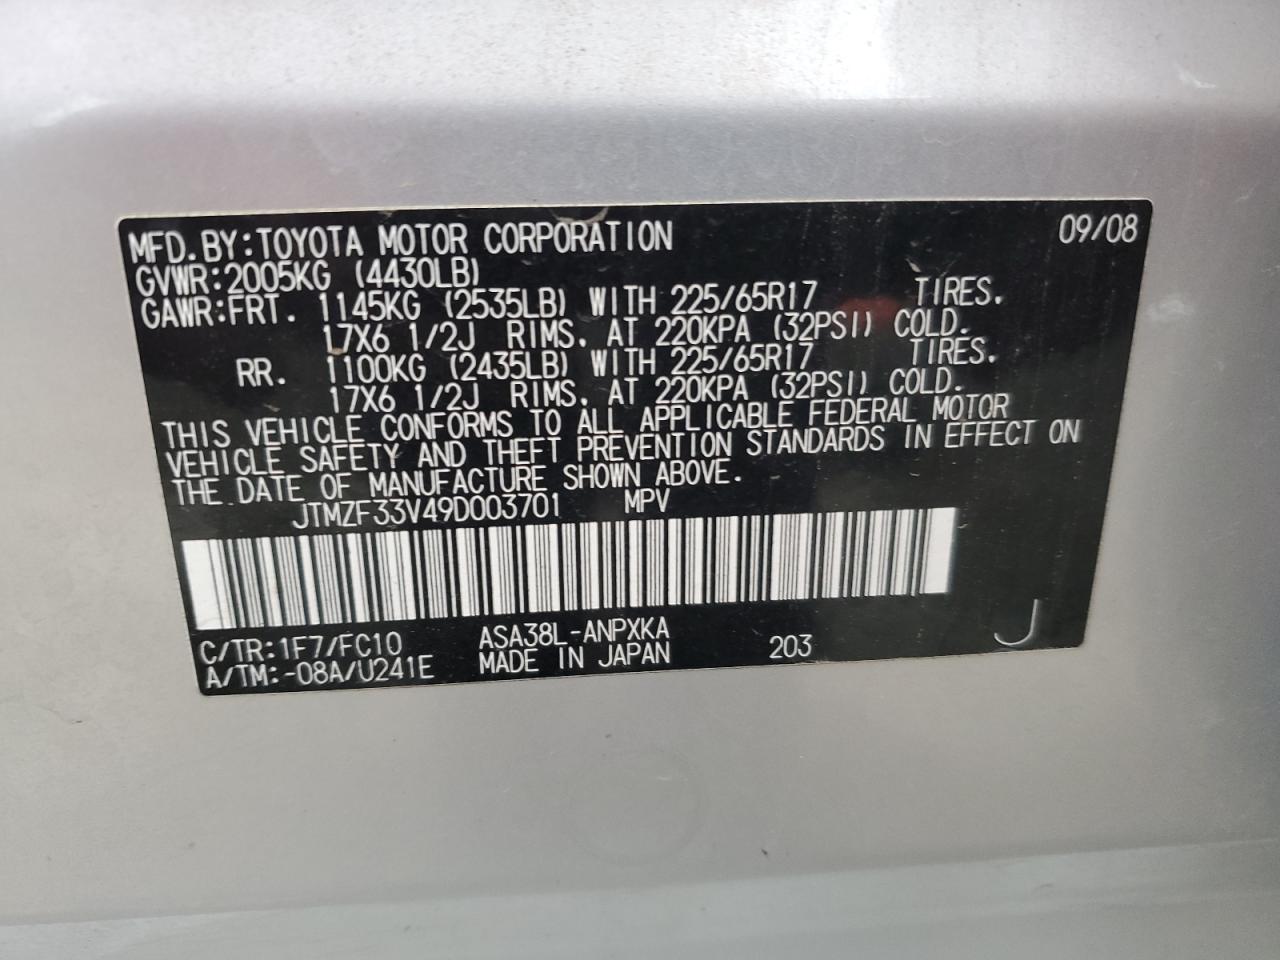 MFD.BY:TOYOTA MOTOR CORPORATION 09/08
GVWR:2005KG (4430LB)
GAWR:FRT. 1145KG (2535LB) WITH 225/65R17 TIRES.
17X6 1/2J RIMS. AT 220KPA (32PSI) COLD.
RR. 1100KG (2435LB) WITH 225/65R17 TIRES.
17X6 1/2J RIMS. AT 220KPA (32PSI) COLD.
THIS VEHICLE CONFORMS TO ALL APPLICABLE FEDERAL MOTOR
VEHICLE SAFETY AND THEFT PREVENTION STANDARDS IN EFFECT ON
THE DATE OF MANUFACTURE SHOWN ABOVE.
JTMZF33V49D003701 MPV
C/TR:1F7/FC10 ASA38L-ANPXKA
A/TM:-08A/U241E MADE IN JAPAN 203 J